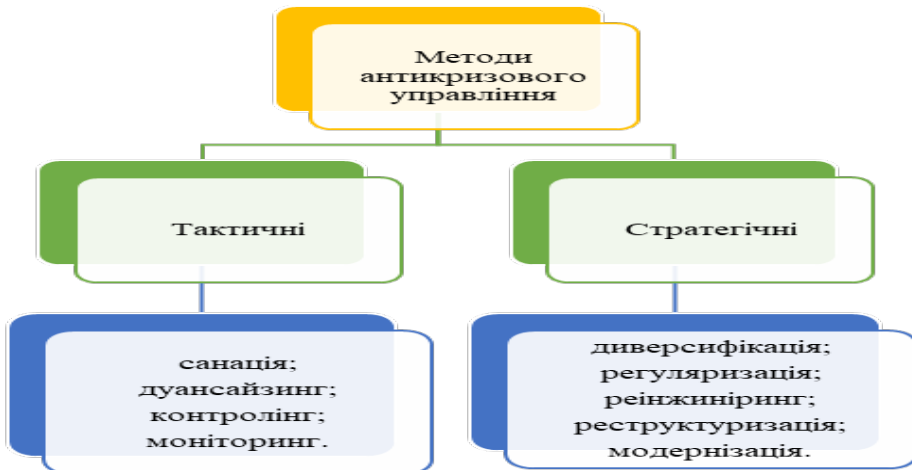 Методи
антикризового
управління
Тактичні
Стратегічні
санація;
дуансайзинг;
контролінг;
моніторинг.
диверсифікація;
регуляризація;
реінжиніринг;
реструктуризація;
модернізація.